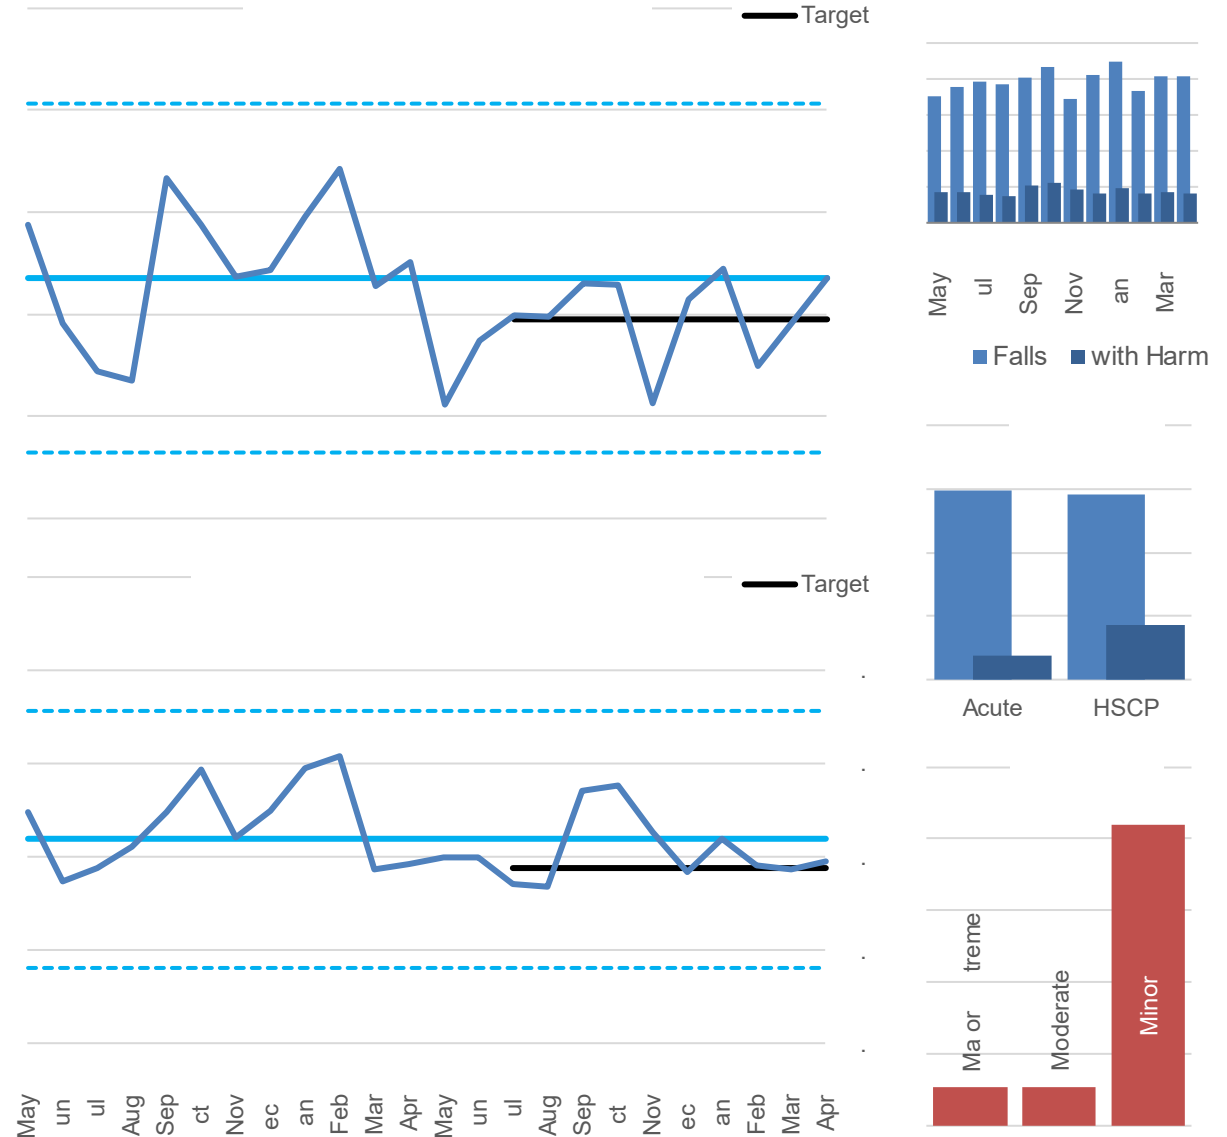 Target
May
ul
Sep
Nov
an
Mar
Falls
with Harm
Target
Acute
HSCP
Ma or treme
Moderate
Minor
May
un
ul
Aug
Sep
ct
Nov
ec
an
Feb
Mar
Apr
May
un
ul
Aug
Sep
ct
Nov
ec
an
Feb
Mar
Apr